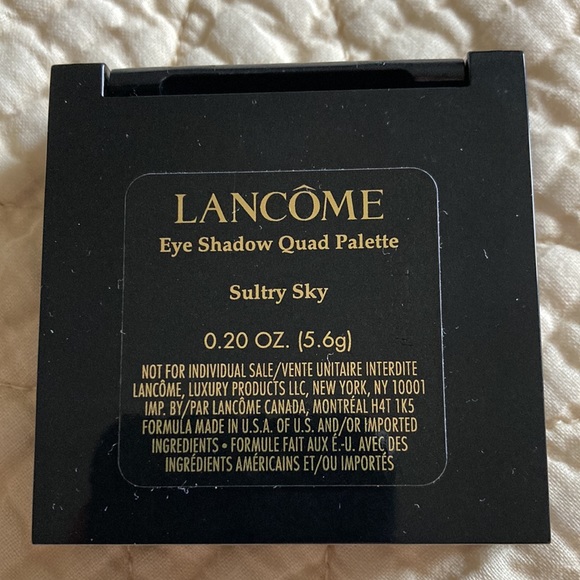 LANCÔME
Eye Shadow Quad Palette
Sultry Sky
0.20 OZ. (5.6g)
NOT FOR INDIVIDUAL SALE/VENTE UNITAIRE INTERDITE
LANCÔME, LUXURY PRODUCTS LLC, NEW YORK, NY 10001
IMP. BY/PAR LANCÔME CANADA, MONTRÉAL H4T 1K5
FORMULA MADE IN U.S.A. OF U.S. AND/OR IMPORTED
INGREDIENTS • FORMULE FAIT AUX É.-U. AVEC DES
INGRÉDIENTS AMÉRICAINS ET/OU IMPORTÉS